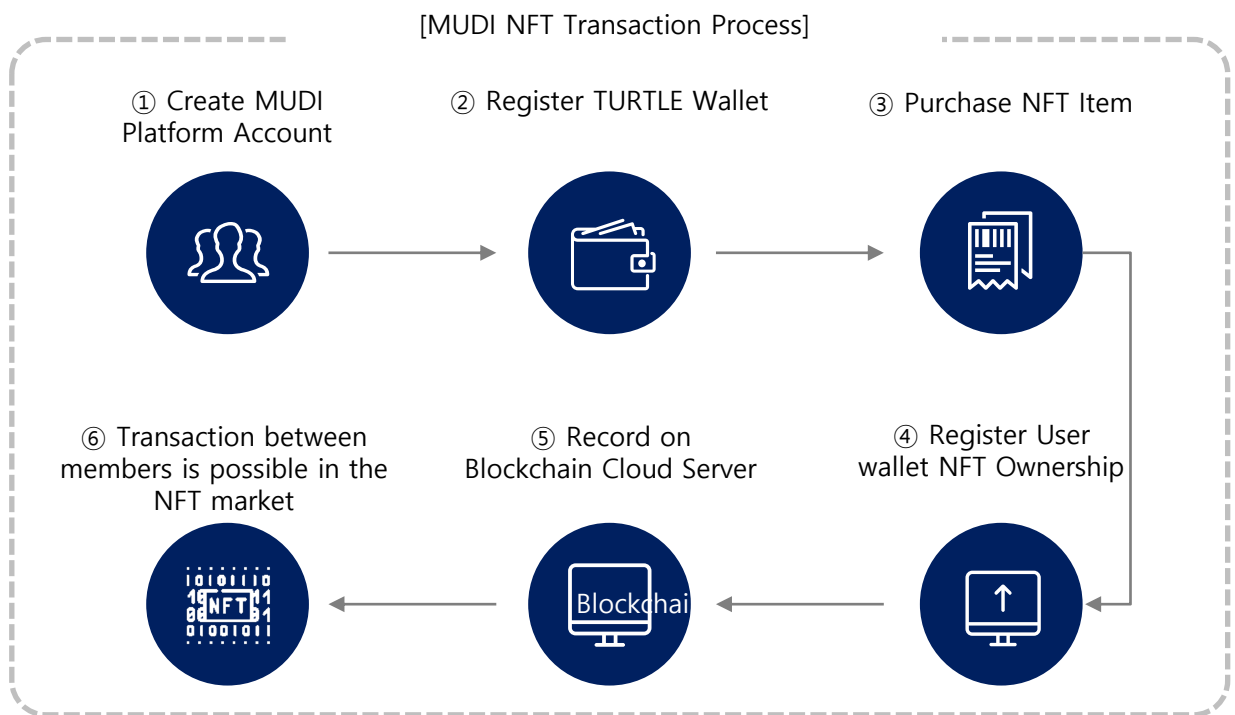 [MUDI NFT Transaction Process]
① Create MUDI
Platform Account
② Register TURTLE Wallet
③ Purchase NFT Item
④ Register User
wallet NFT Ownership
⑤ Record on
Blockchain Cloud Server
⑥ Transaction between
members is possible in the
NFT market
Blockchai
NFT